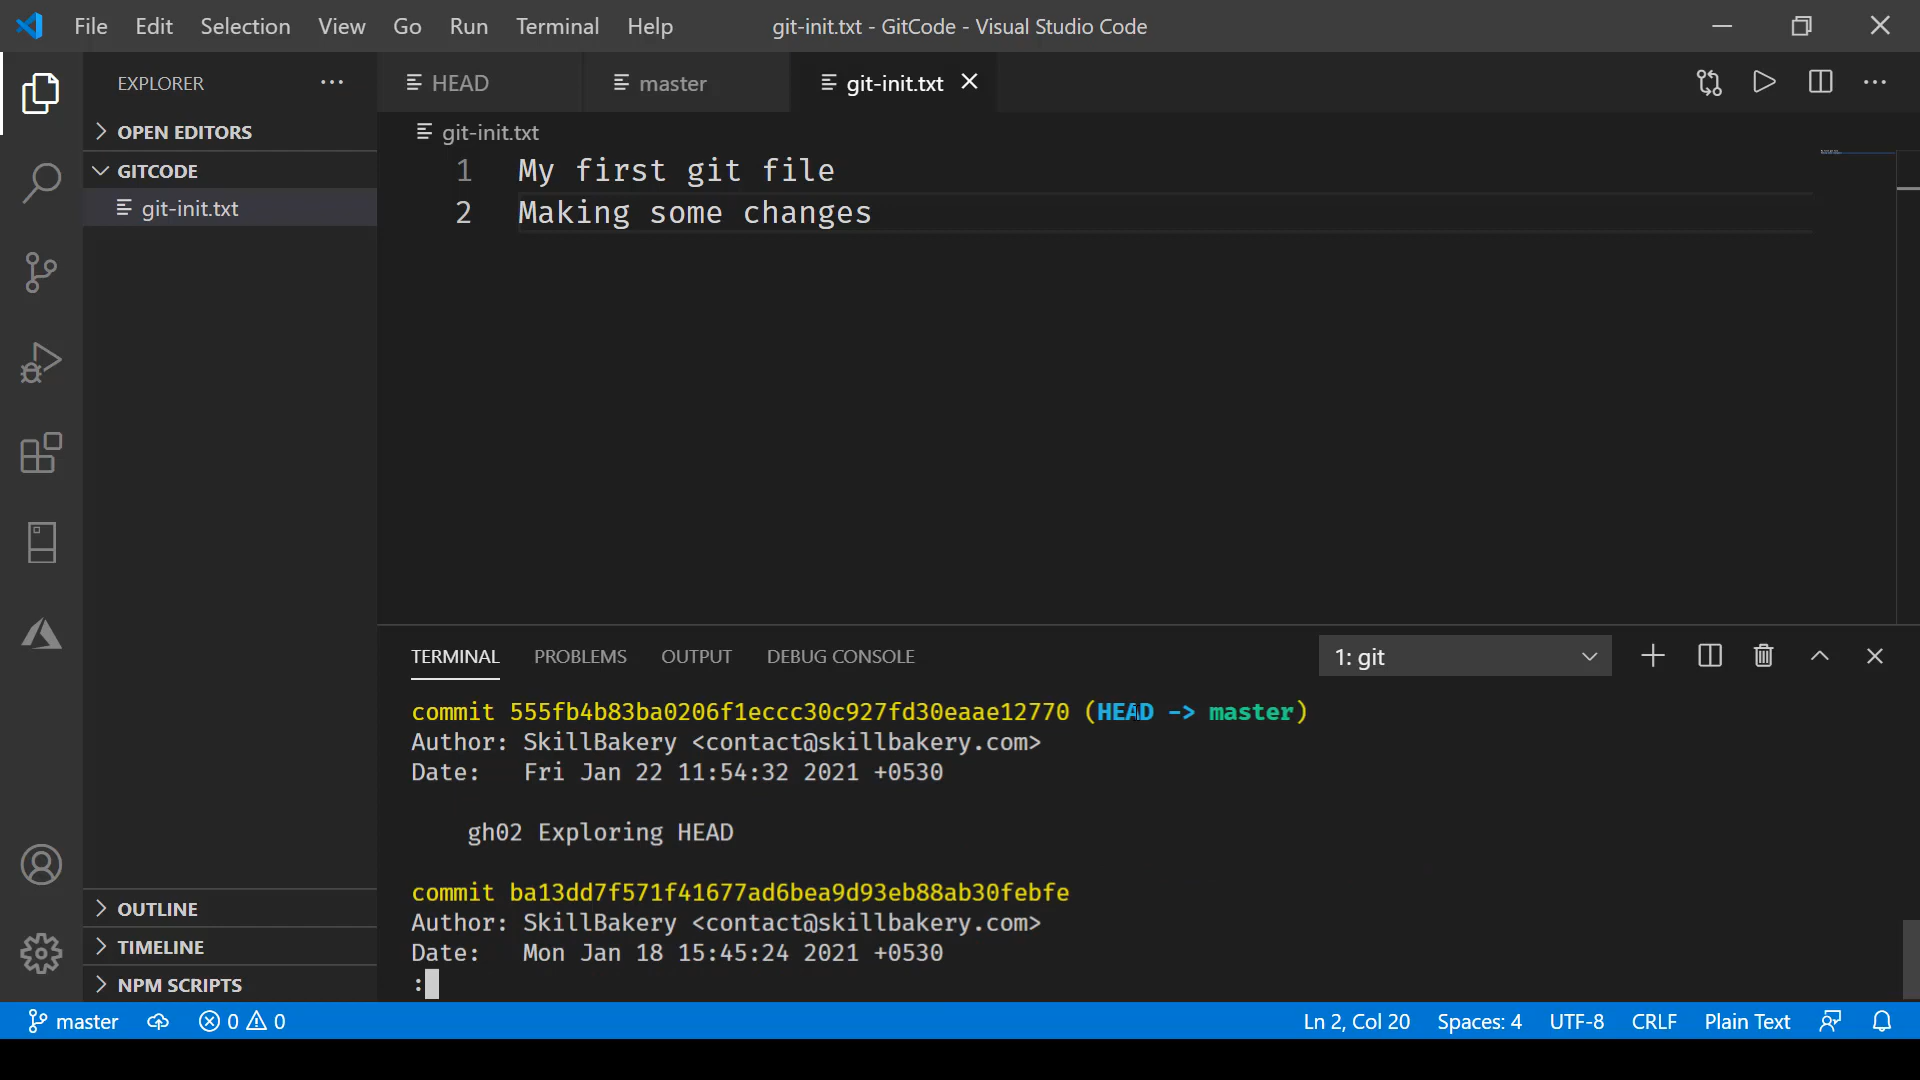 File Edit Selection View Go Run Terminal Help git-init.txt - GitCode - Visual Studio Code
EXPLORER
OPEN EDITORS
GITCODE
git-init.txt
OUTLINE
TIMELINE
NPM SCRIPTS
HEAD master git-init.txt
git-init.txt
1 My first git file
2 Making some changes
TERMINAL PROBLEMS OUTPUT DEBUG CONSOLE 1: git
commit 555fb4b83ba0206f1eccc30c927fd30eaae12770 (HEAD -> master)
Author: SkillBakery <contact@skillbakery.com>
Date: Fri Jan 22 11:54:32 2021 +0530
gh02 Exploring HEAD
commit ba13dd7f571f41677ad6bea9d93eb88ab30febfe
Author: SkillBakery <contact@skillbakery.com>
Date: Mon Jan 18 15:45:24 2021 +0530
:
master 0 0 Ln 2, Col 20 Spaces: 4 UTF-8 CRLF Plain Text